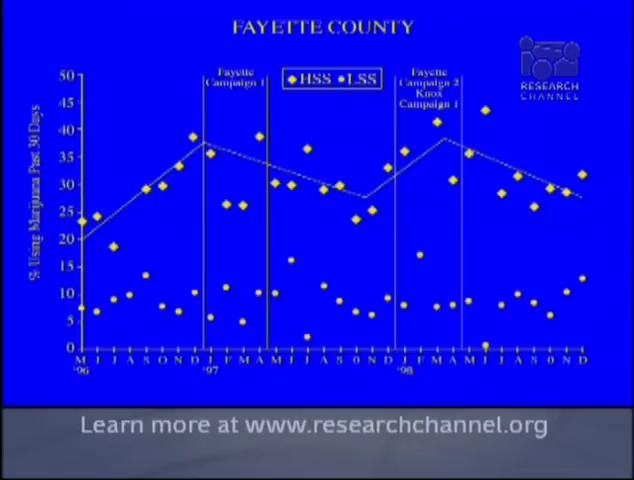 FAYETTE COUNTY
RESEARCH
CHANNEL
Fayette
Campaign 1
HSS LSS
Fayette
Campaign 2
Knox
Campaign 1
% Using Marijuana Past 30 Days
50
45
40
35
30
25
20
15
10
5
0
M J J A S O N D J F M A M J J A S O N D J F M A M J J A S O N D
'96 '97 '98
Learn more at www.researchchannel.org